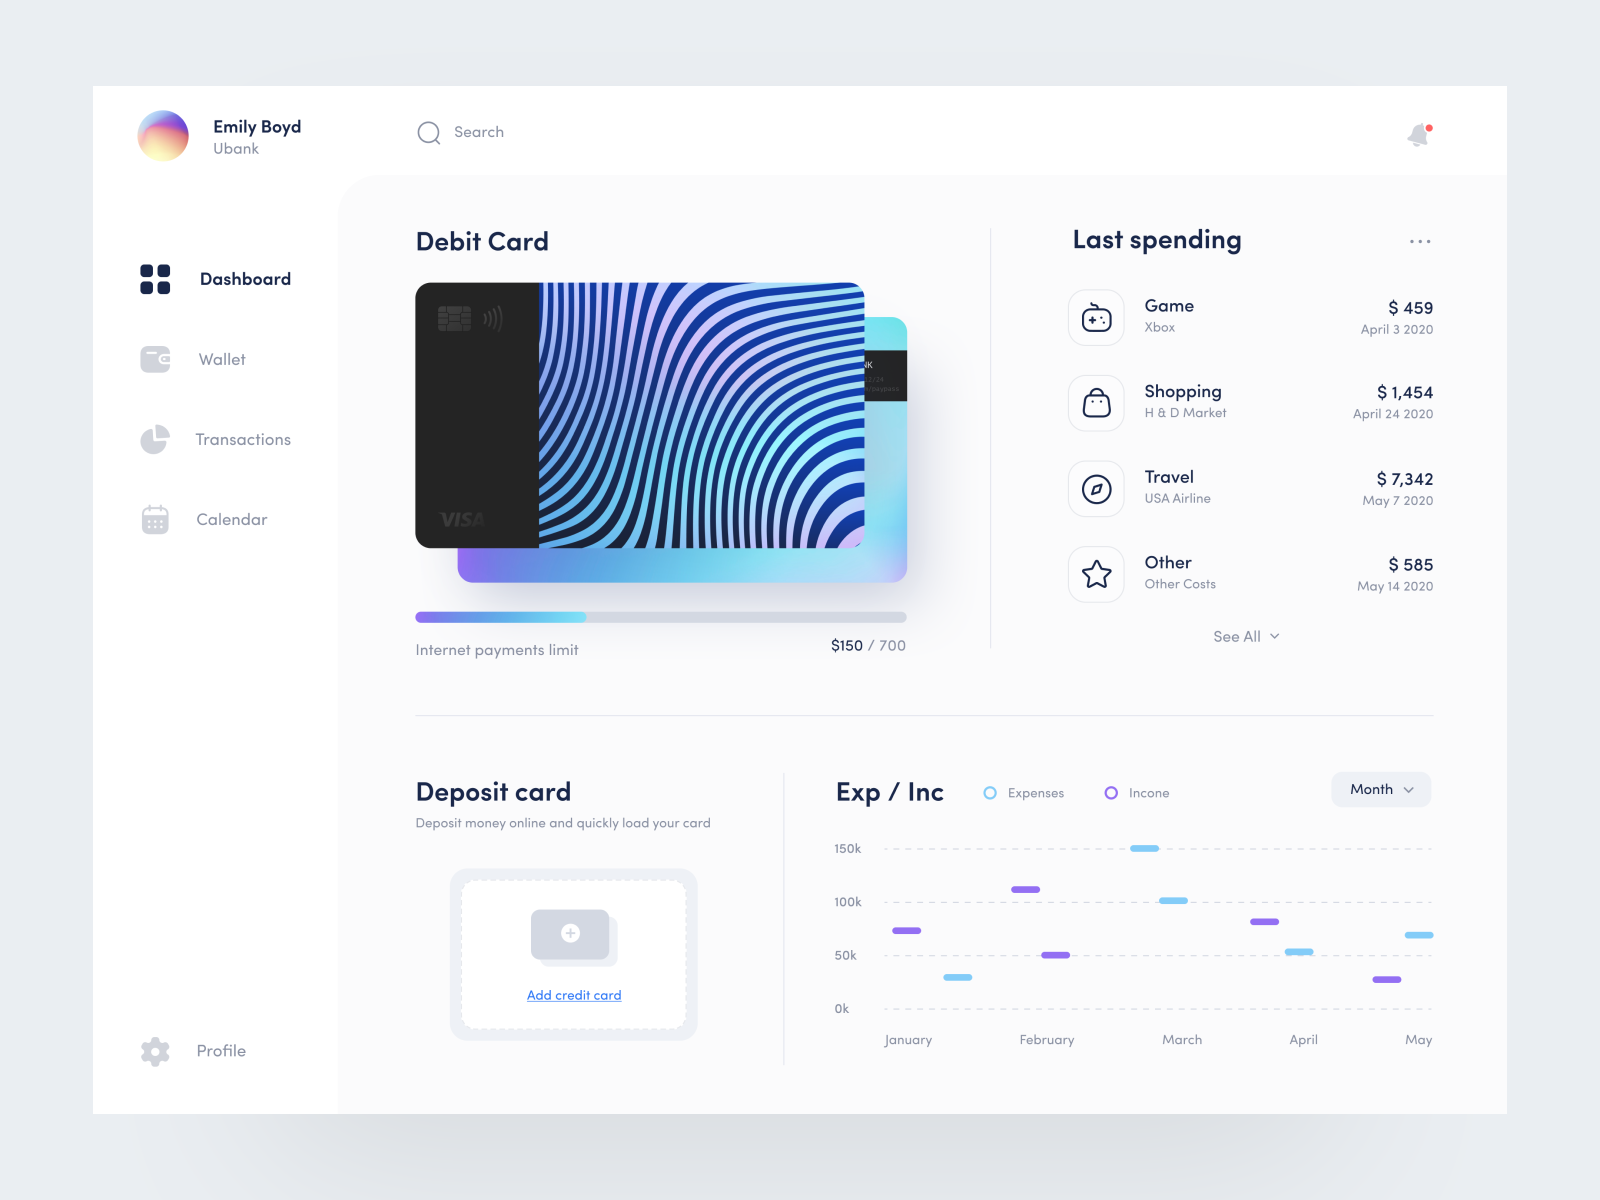 Emily Boyd
Ubank
Search
Dashboard
Wallet
Transactions
Calendar
Profile
Debit Card
VISA
NK
Internet payments limit
$150 / 700
Last spending
Game
Xbox
$ 459
April 3 2020
Shopping
H & D Market
$ 1,454
April 24 2020
Travel
USA Airline
$ 7,342
May 7 2020
Other
Other Costs
$ 585
May 14 2020
See All
Deposit card
Deposit money online and quickly load your card
Add credit card
Exp / Inc
Expenses
Incone
Month
150k
100k
50k
0k
January
February
March
April
May